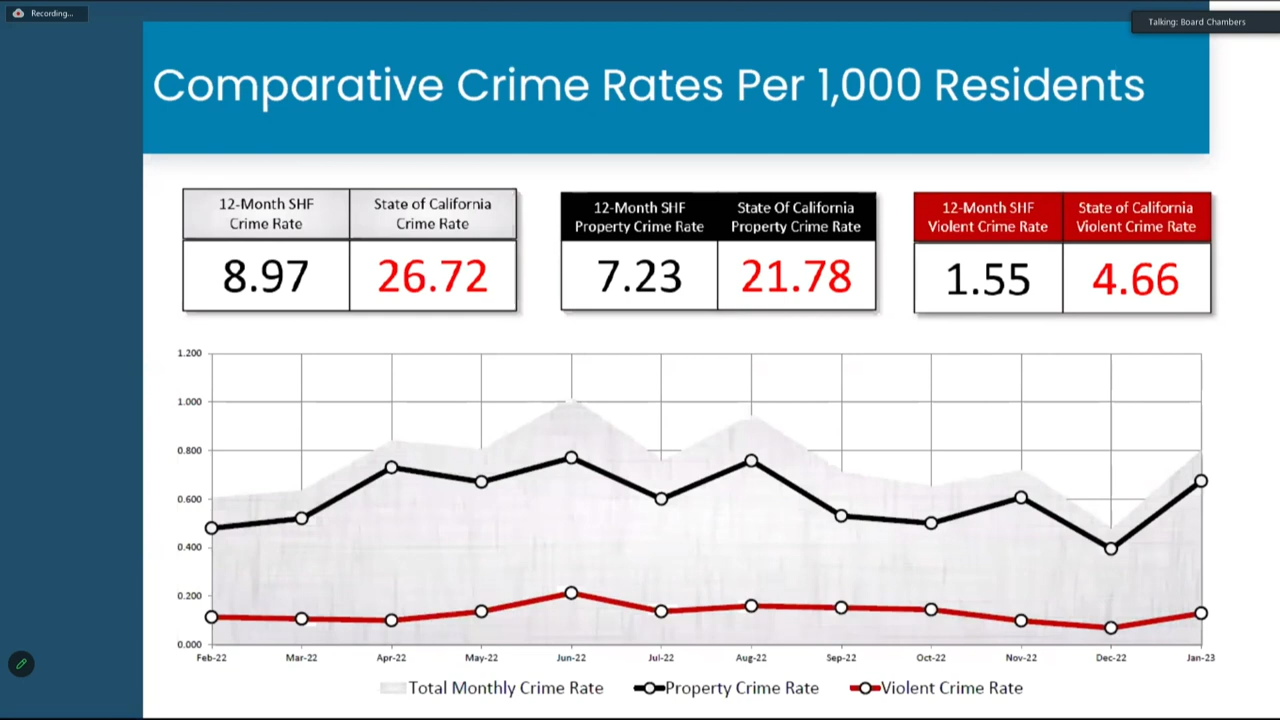 Recording...
Talking: Board Chambers
Comparative Crime Rates Per 1,000 Residents
12-Month SHF
Crime Rate
State of California
Crime Rate
8.97
26.72
12-Month SHF
Property Crime Rate
State Of California
Property Crime Rate
7.23
21.78
12-Month SHF
Violent Crime Rate
State of California
Violent Crime Rate
1.55
4.66
1.200
1.000
0.800
0.600
0.400
0.200
0.000
Feb-22 Mar-22 Apr-22 May-22 Jun-22 Jul-22 Aug-22 Sep-22 Oct-22 Nov-22 Dec-22 Jan-23
Total Monthly Crime Rate Property Crime Rate Violent Crime Rate